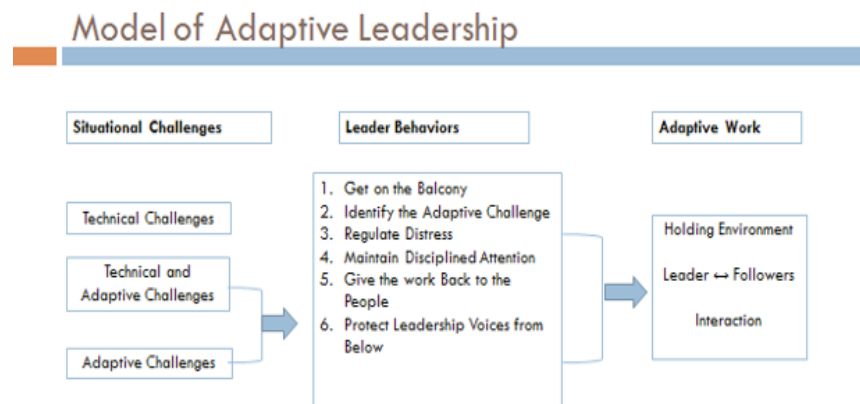 Model of Adaptive Leadership
Situational Challenges
Leader Behaviors
Adaptive Work
Technical Challenges
Technical and
Adaptive Challenges
Adaptive Challenges
1. Get on the Balcony
2. Identify the Adaptive Challenge
3. Regulate Distress
4. Maintain Disciplined Attention
5. Give the work Back to the
People
6. Protect Leadership Voices from
Below
Holding Environment
Leader ↔ Followers
Interaction